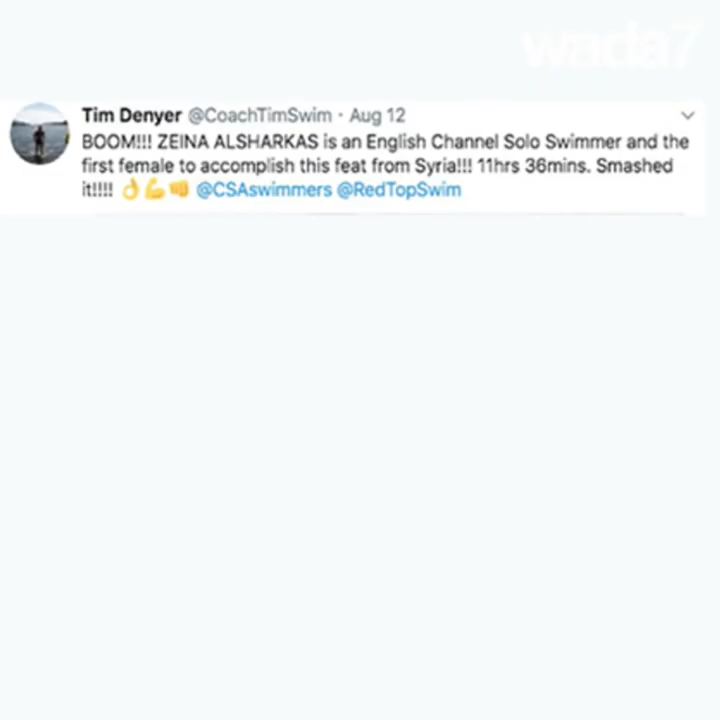 wada7
Tim Denyer @CoachTimSwim · Aug 12
BOOM!!! ZEINA ALSHARKAS is an English Channel Solo Swimmer and the
first female to accomplish this feat from Syria!!! 11hrs 36mins. Smashed
it!!!! 👌💪👊 @CSAswimmers @RedTopSwim